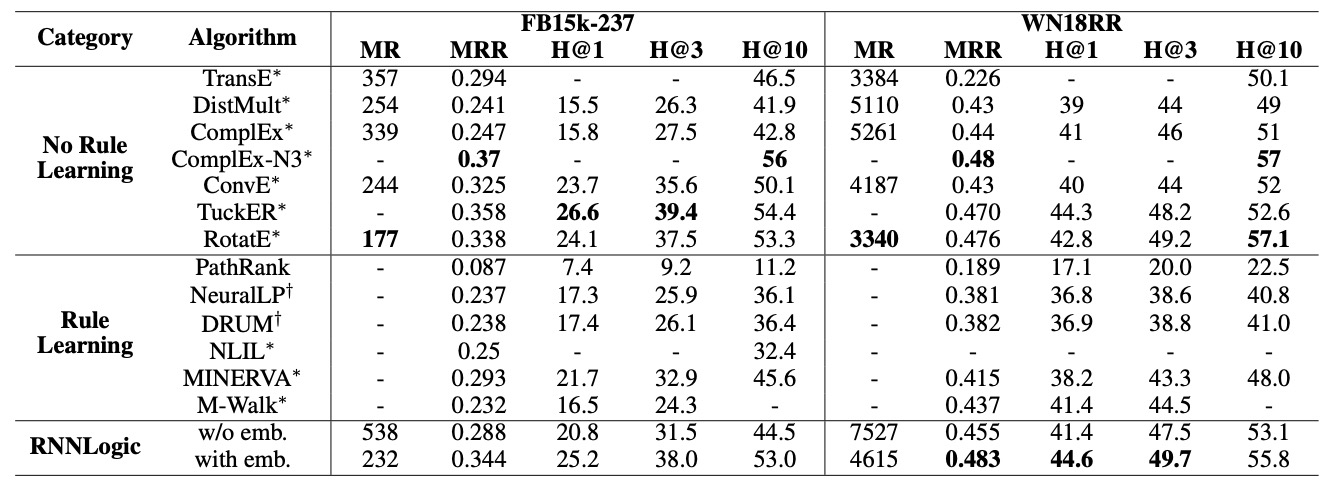 Category Algorithm FB15k-237 WN18RR
MR MRR H@1 H@3 H@10 MR MRR H@1 H@3 H@10
No Rule Learning
TransE* 357 0.294 - - 46.5 3384 0.226 - - 50.1
DistMult* 254 0.241 15.5 26.3 41.9 5110 0.43 39 44 49
ComplEx* 339 0.247 15.8 27.5 42.8 5261 0.44 41 46 51
ComplEx-N3* - 0.37 - - 56 - 0.48 - - 57
ConvE* 244 0.325 23.7 35.6 50.1 4187 0.43 40 44 52
TuckER* - 0.358 26.6 39.4 54.4 - 0.470 44.3 48.2 52.6
RotatE* 177 0.338 24.1 37.5 53.3 3340 0.476 42.8 49.2 57.1
Rule Learning
PathRank - 0.087 7.4 9.2 11.2 - 0.189 17.1 20.0 22.5
NeuralLP† - 0.237 17.3 25.9 36.1 - 0.381 36.8 38.6 40.8
DRUM† - 0.238 17.4 26.1 36.4 - 0.382 36.9 38.8 41.0
NLIL* - 0.25 - - 32.4 - - - - -
MINERVA* - 0.293 21.7 32.9 45.6 - 0.415 38.2 43.3 48.0
M-Walk* - 0.232 16.5 24.3 - - 0.437 41.4 44.5 -
RNNLogic
w/o emb. 538 0.288 20.8 31.5 44.5 7527 0.455 41.4 47.5 53.1
with emb. 232 0.344 25.2 38.0 53.0 4615 0.483 44.6 49.7 55.8